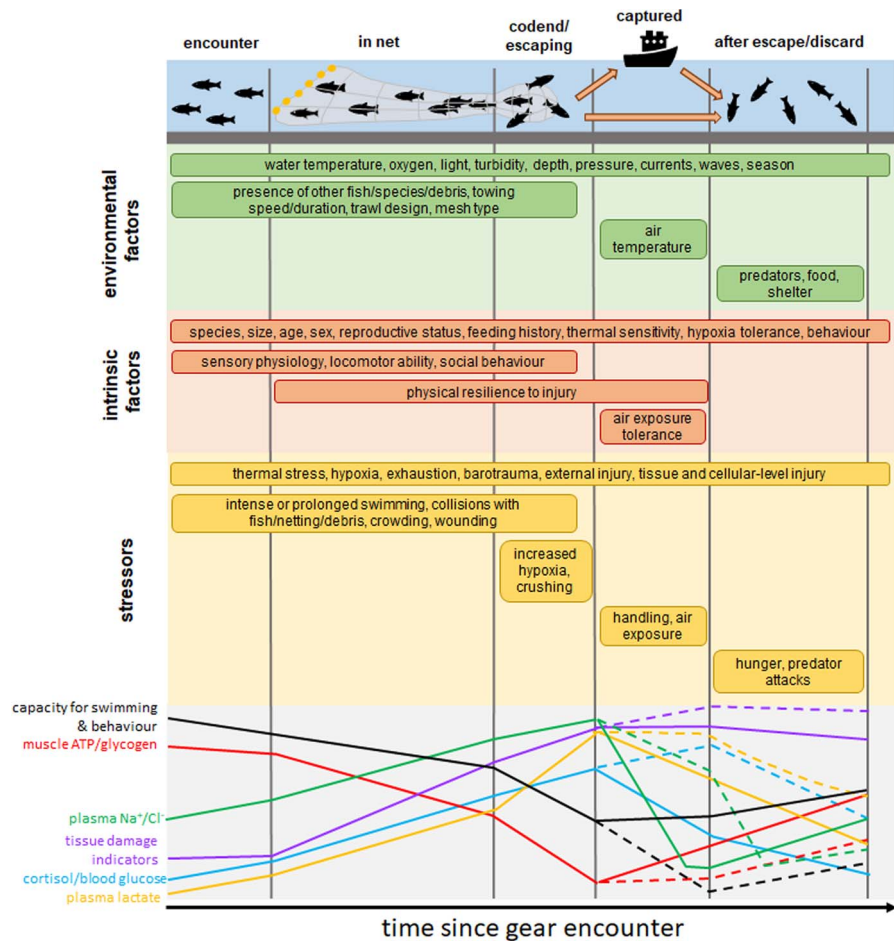 encounter
in net
codend/
escaping
captured
after escape/discard
environmental
factors
water temperature, oxygen, light, turbidity, depth, pressure, currents, waves, season
presence of other fish/species/debris, towing
speed/duration, trawl design, mesh type
air
temperature
predators, food,
shelter
intrinsic
factors
species, size, age, sex, reproductive status, feeding history, thermal sensitivity, hypoxia tolerance, behaviour
sensory physiology, locomotor ability, social behaviour
physical resilience to injury
air exposure
tolerance
stressors
thermal stress, hypoxia, exhaustion, barotrauma, external injury, tissue and cellular-level injury
intense or prolonged swimming, collisions with
fish/netting/debris, crowding, wounding
increased
hypoxia,
crushing
handling, air
exposure
hunger, predator
attacks
capacity for swimming
& behaviour
muscle ATP/glycogen
plasma Na⁺/Cl⁻
tissue damage
indicators
cortisol/blood glucose
plasma lactate
time since gear encounter